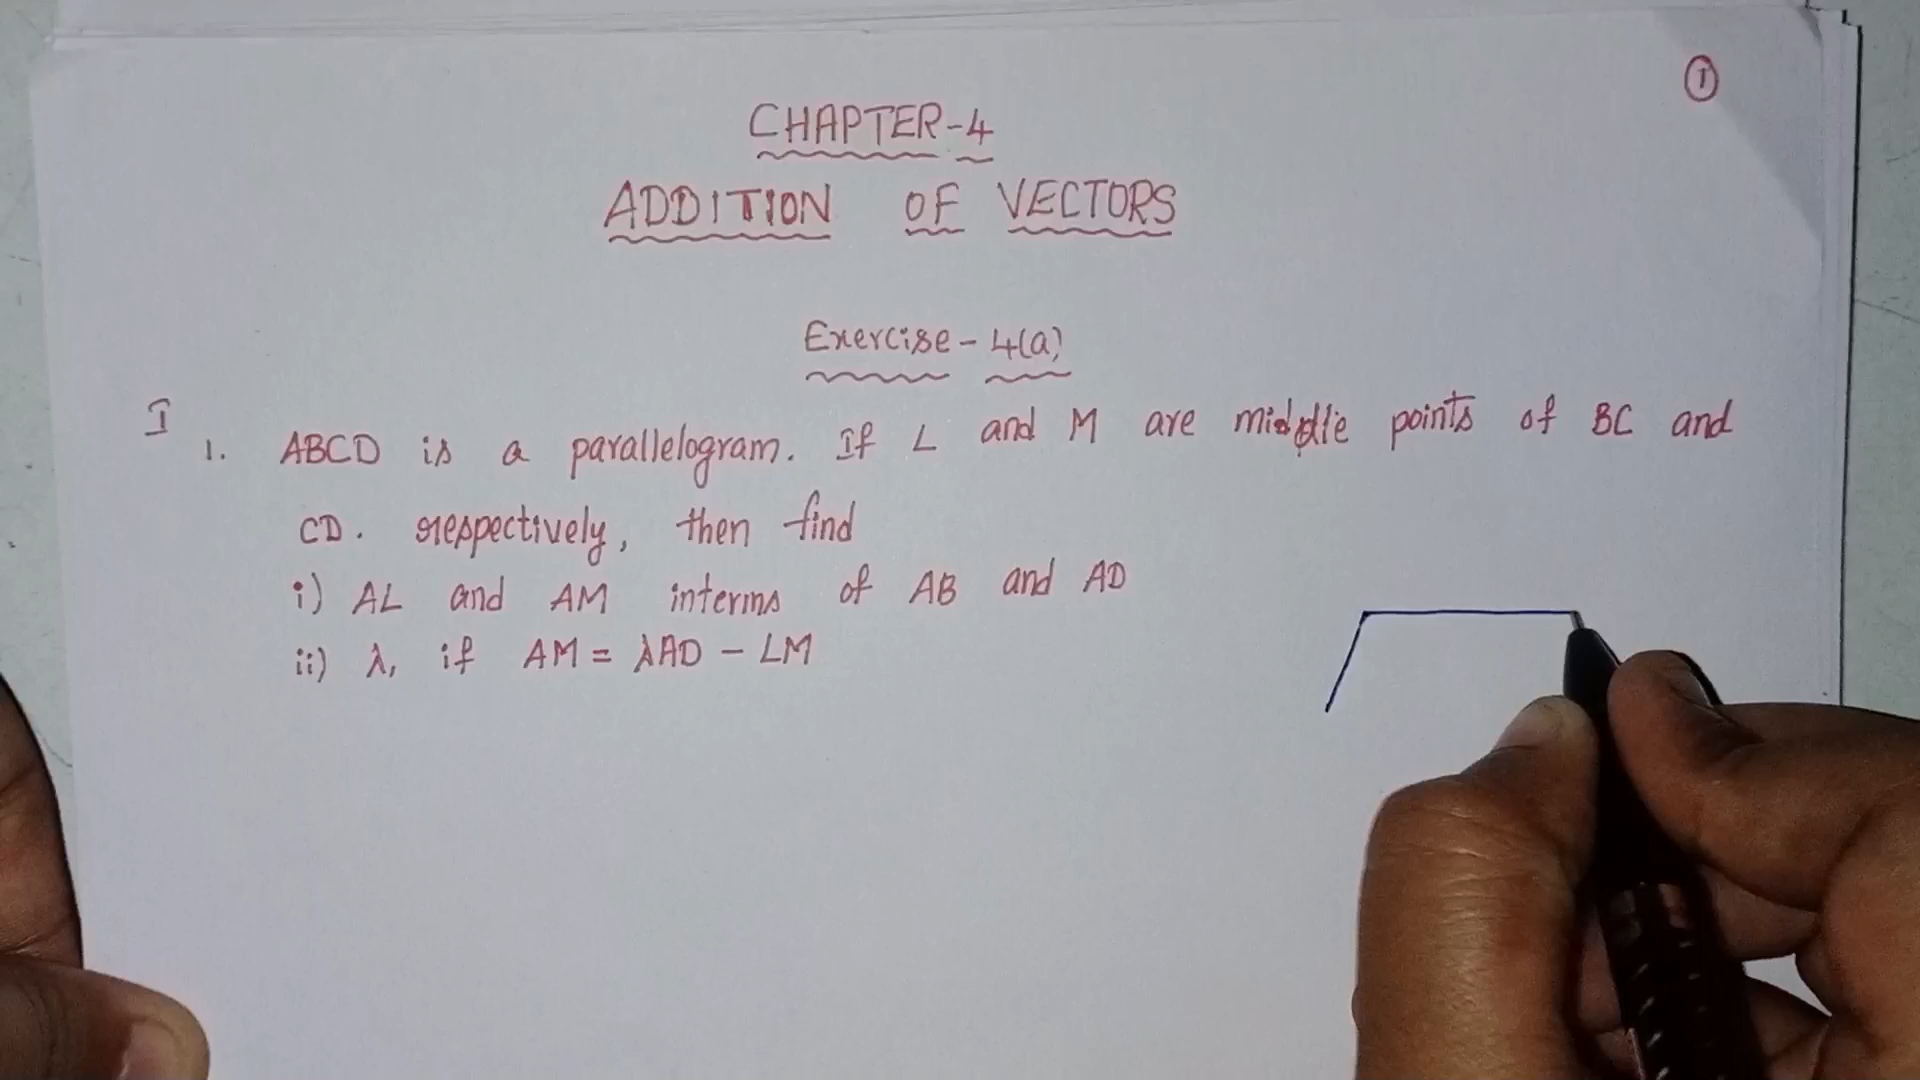 ①
CHAPTER-4
ADDITION OF VECTORS
Exercise - 4(a)
I
1. ABCD is a parallelogram. If L and M are middle points of BC and
CD. respectively, then find
i) AL and AM interms of AB and AD
ii) λ, if AM = λAD - LM